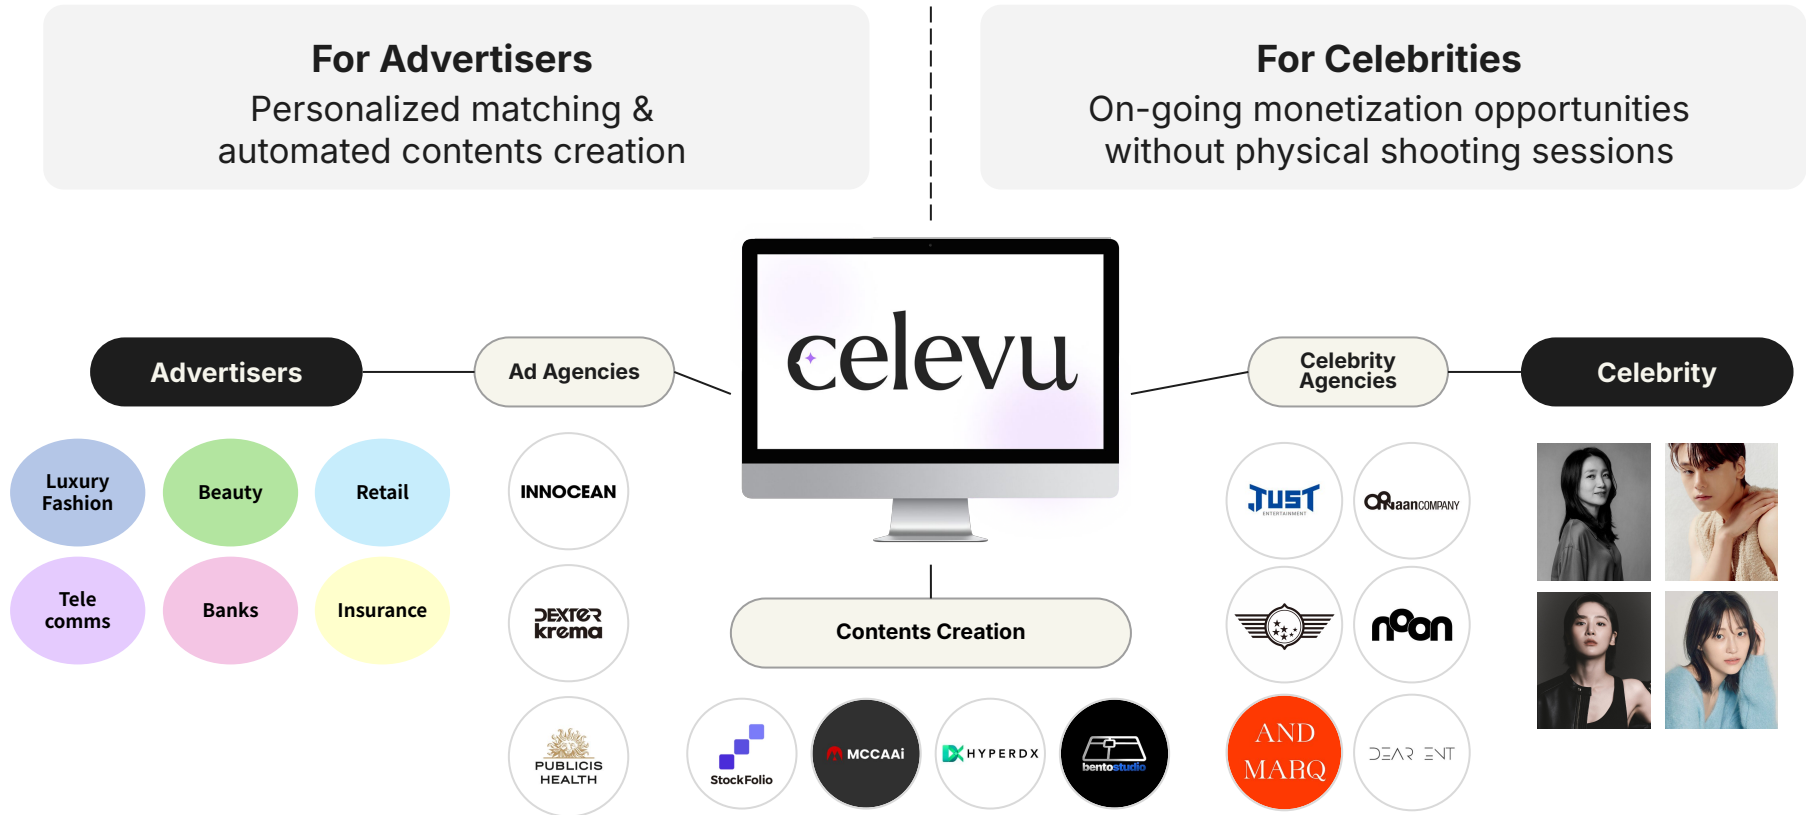 For Advertisers
Personalized matching &
automated contents creation
For Celebrities
On-going monetization opportunities
without physical shooting sessions
celevu
Advertisers
Ad Agencies
Celebrity
Agencies
Celebrity
Luxury
Fashion
Beauty
Retail
Tele
comms
Banks
Insurance
INNOCEAN
DEXTER
krema
PUBLICIS
HEALTH
Contents Creation
StockFolio
MCCAAi
HYPERDX
bentostudio
JUST
ENTERTAINMENT
naanCOMPANY
noon
AND
MARQ
DEAR ENT